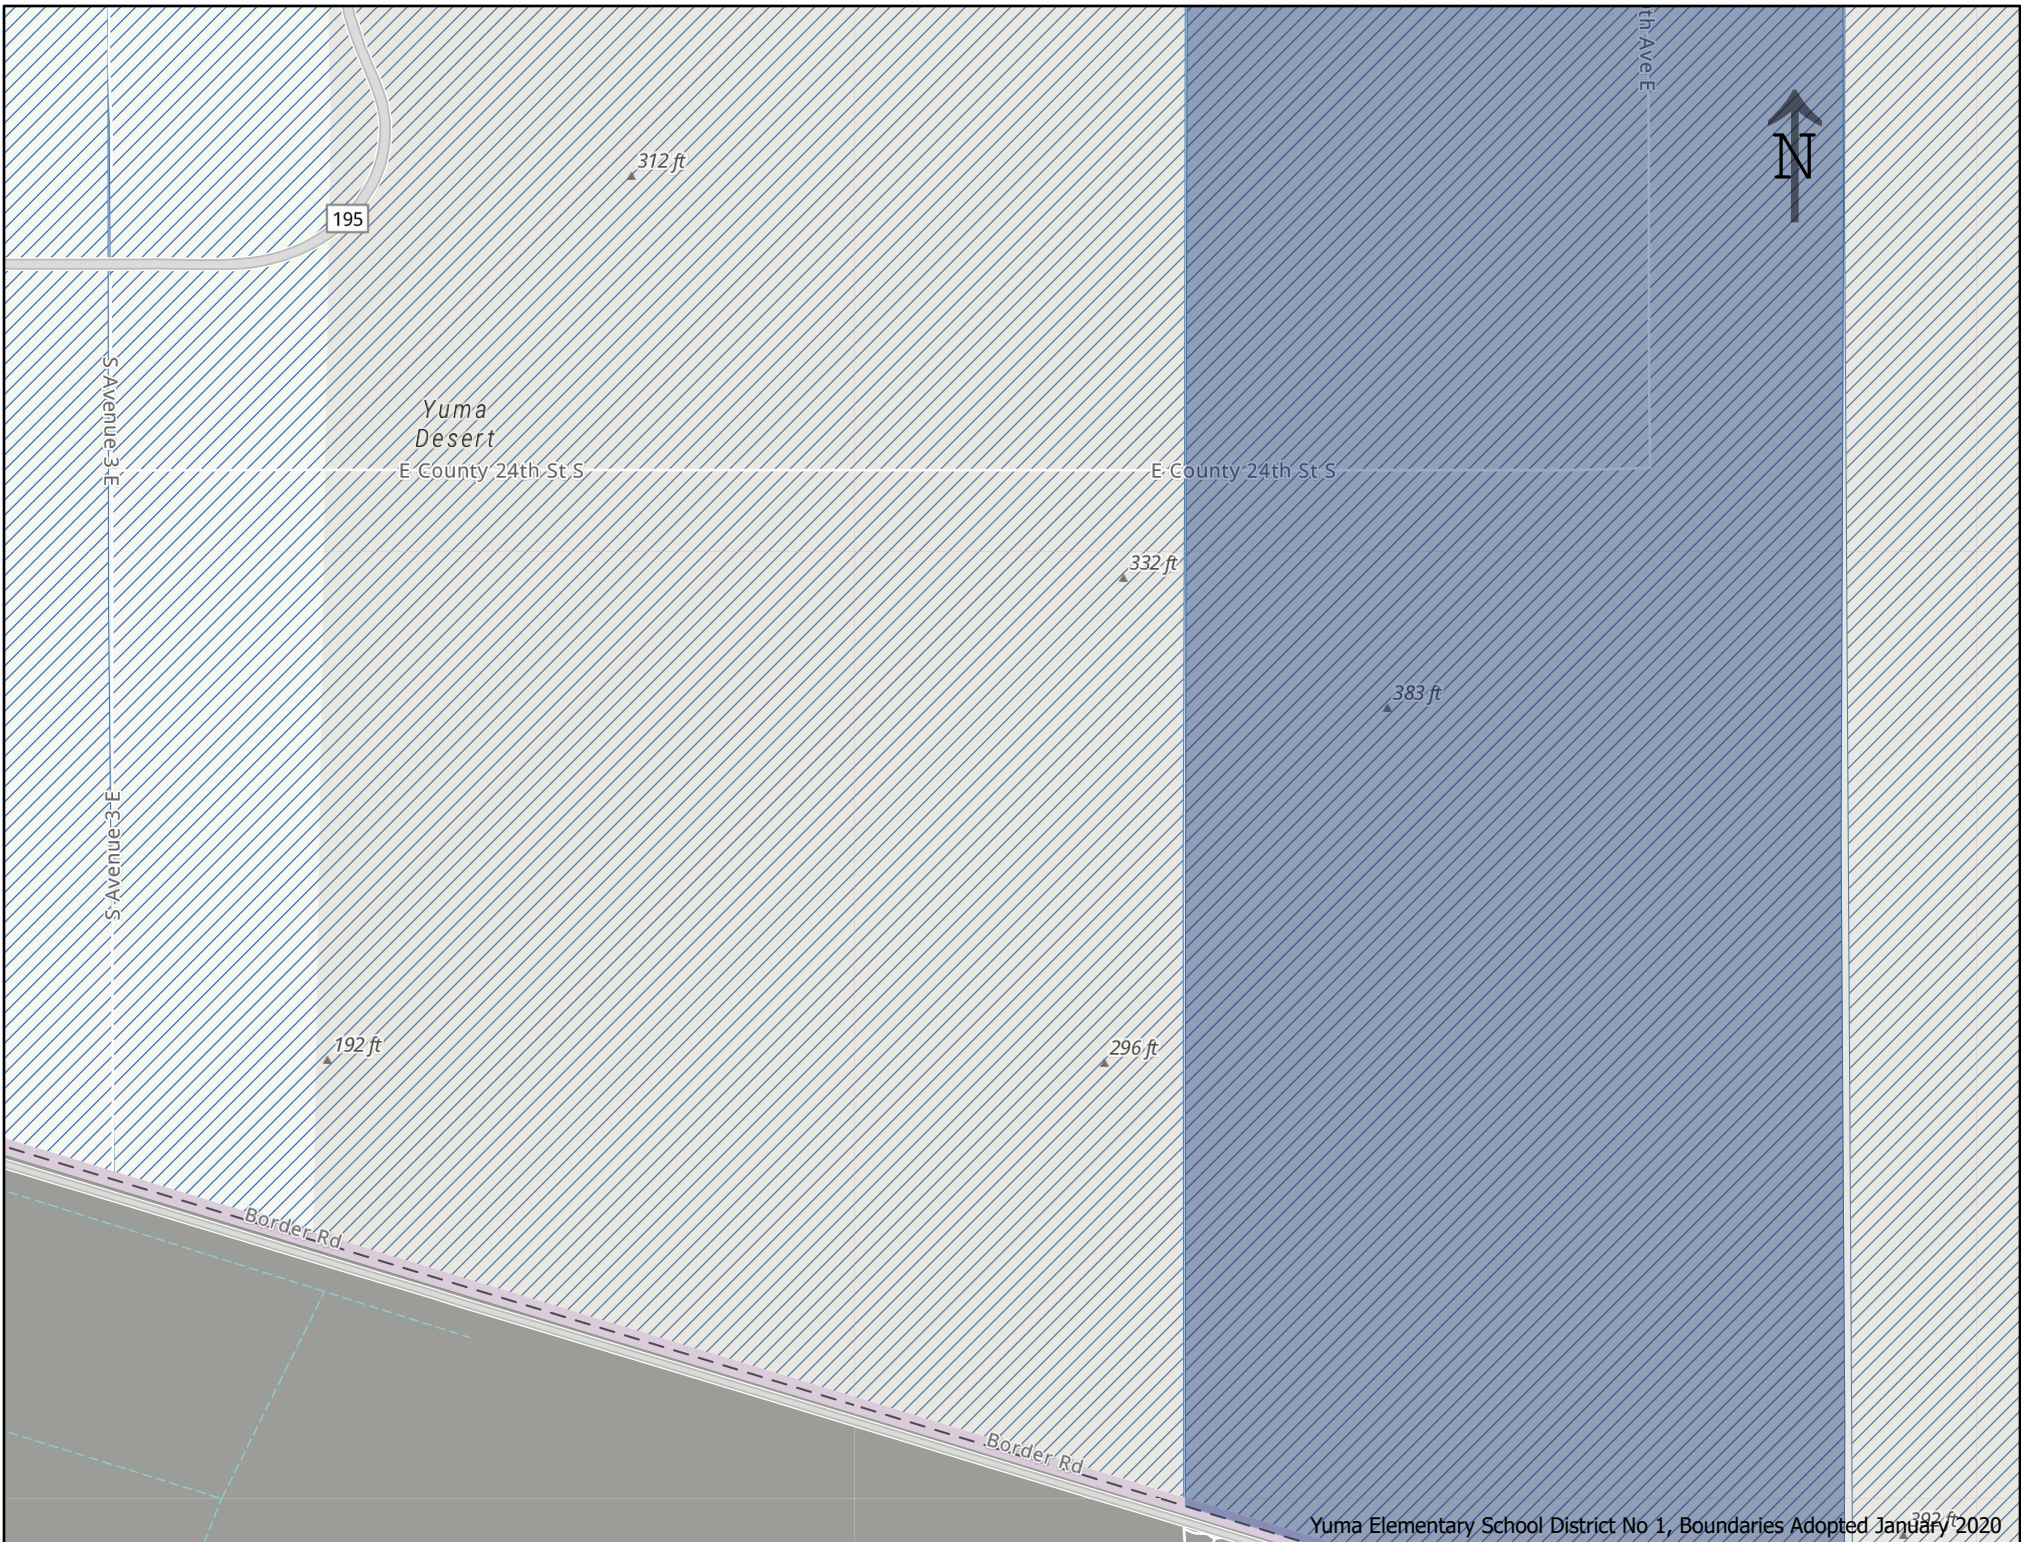 th Ave E
N
312 ft
195
S Avenue 3 E
Yuma
Desert
E County 24th St S
E County 24th St S
332 ft
383 ft
S Avenue 3 E
192 ft
296 ft
Border Rd
Border Rd
392 ft
Yuma Elementary School District No 1, Boundaries Adopted January 2020